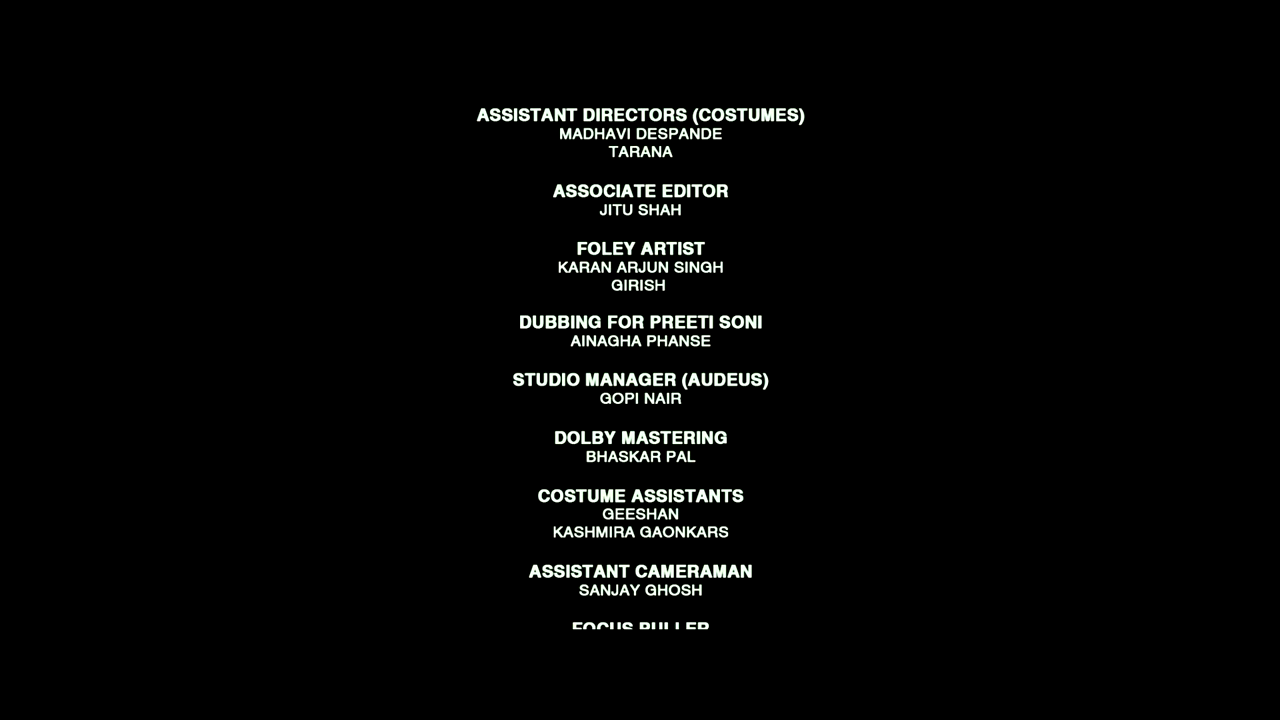 ASSISTANT DIRECTORS (COSTUMES)
MADHAVI DESPANDE
TARANA
ASSOCIATE EDITOR
JITU SHAH
FOLEY ARTIST
KARAN ARJUN SINGH
GIRISH
DUBBING FOR PREETI SONI
AINAGHA PHANSE
STUDIO MANAGER (AUDEUS)
GOPI NAIR
DOLBY MASTERING
BHASKAR PAL
COSTUME ASSISTANTS
GEESHAN
KASHMIRA GAONKARS
ASSISTANT CAMERAMAN
SANJAY GHOSH
FOCUS PULLER